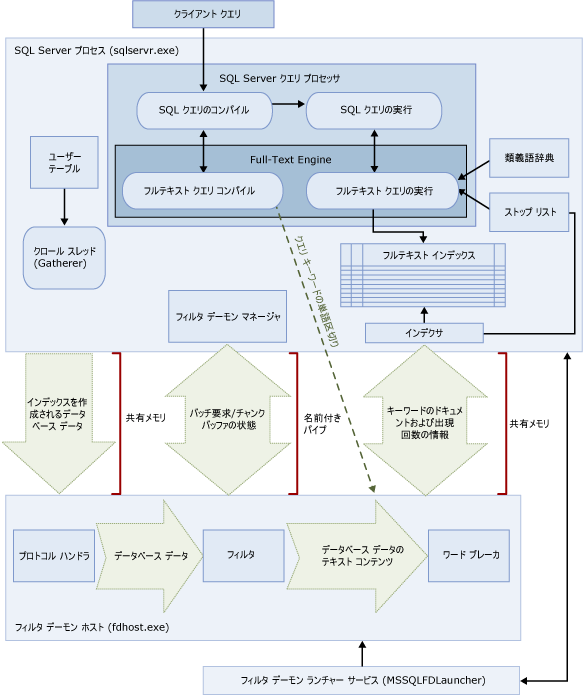 クライアント クエリ
SQL Server プロセス (sqlservr.exe)
SQL Server クエリ プロセッサ
SQL クエリのコンパイル
SQL クエリの実行
Full-Text Engine
フルテキスト クエリ コンパイル
フルテキスト クエリの実行
類義語辞典
ストップ リスト
ユーザー
テーブル
クロール スレッド
(Gatherer)
フルテキスト インデックス
クエリ キーワードの単語区切り
フィルタ デーモン マネージャ
インデクサ
インデックスを作
成されるデータ
ベース データ
共有メモリ
バッチ要求/チャンク
バッファの状態
名前付き
パイプ
キーワードのドキュメ
ントおよび出現
回数の情報
共有メモリ
プロトコル ハンドラ
データベース データ
フィルタ
データベース データの
テキスト コンテンツ
ワード ブレーカ
フィルタ デーモン ホスト (fdhost.exe)
フィルタ デーモン ランチャー サービス (MSSQLFDLauncher)